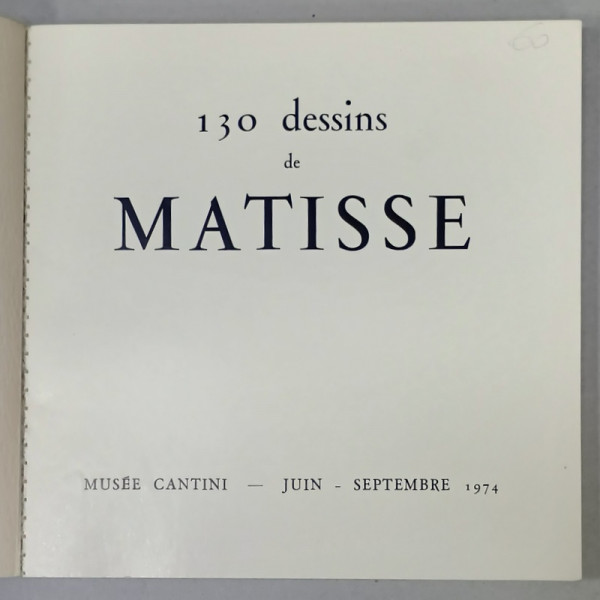 130 dessins
de
MATISSE
MUSÉE CANTINI — JUIN - SEPTEMBRE 1974